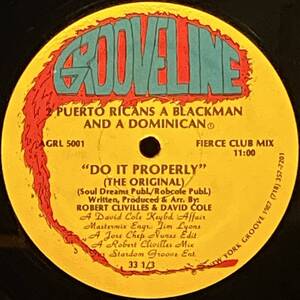 GROOVELINE
2 PUERTO RICANS A BLACKMAN
AND A DOMINICAN
AGRL 5001
FIERCE CLUB MIX
11:00
"DO IT PROPERLY"
(THE ORIGINAL)
(Soul Dreams Publ./Robcofe Publ.)
Written, Produced & Arr. By:
ROBERT CLIVILLES & DAVID COLE
A David Cole Keybd. Affair
Mastermix Engr. Jim Lyons
A Jose Chep Nunez Edit
A Robert Clivilles Mix
A Stardom Groove Ent.
33 1/3
NEW YORK GROOVE 1987 (718) 357-7201